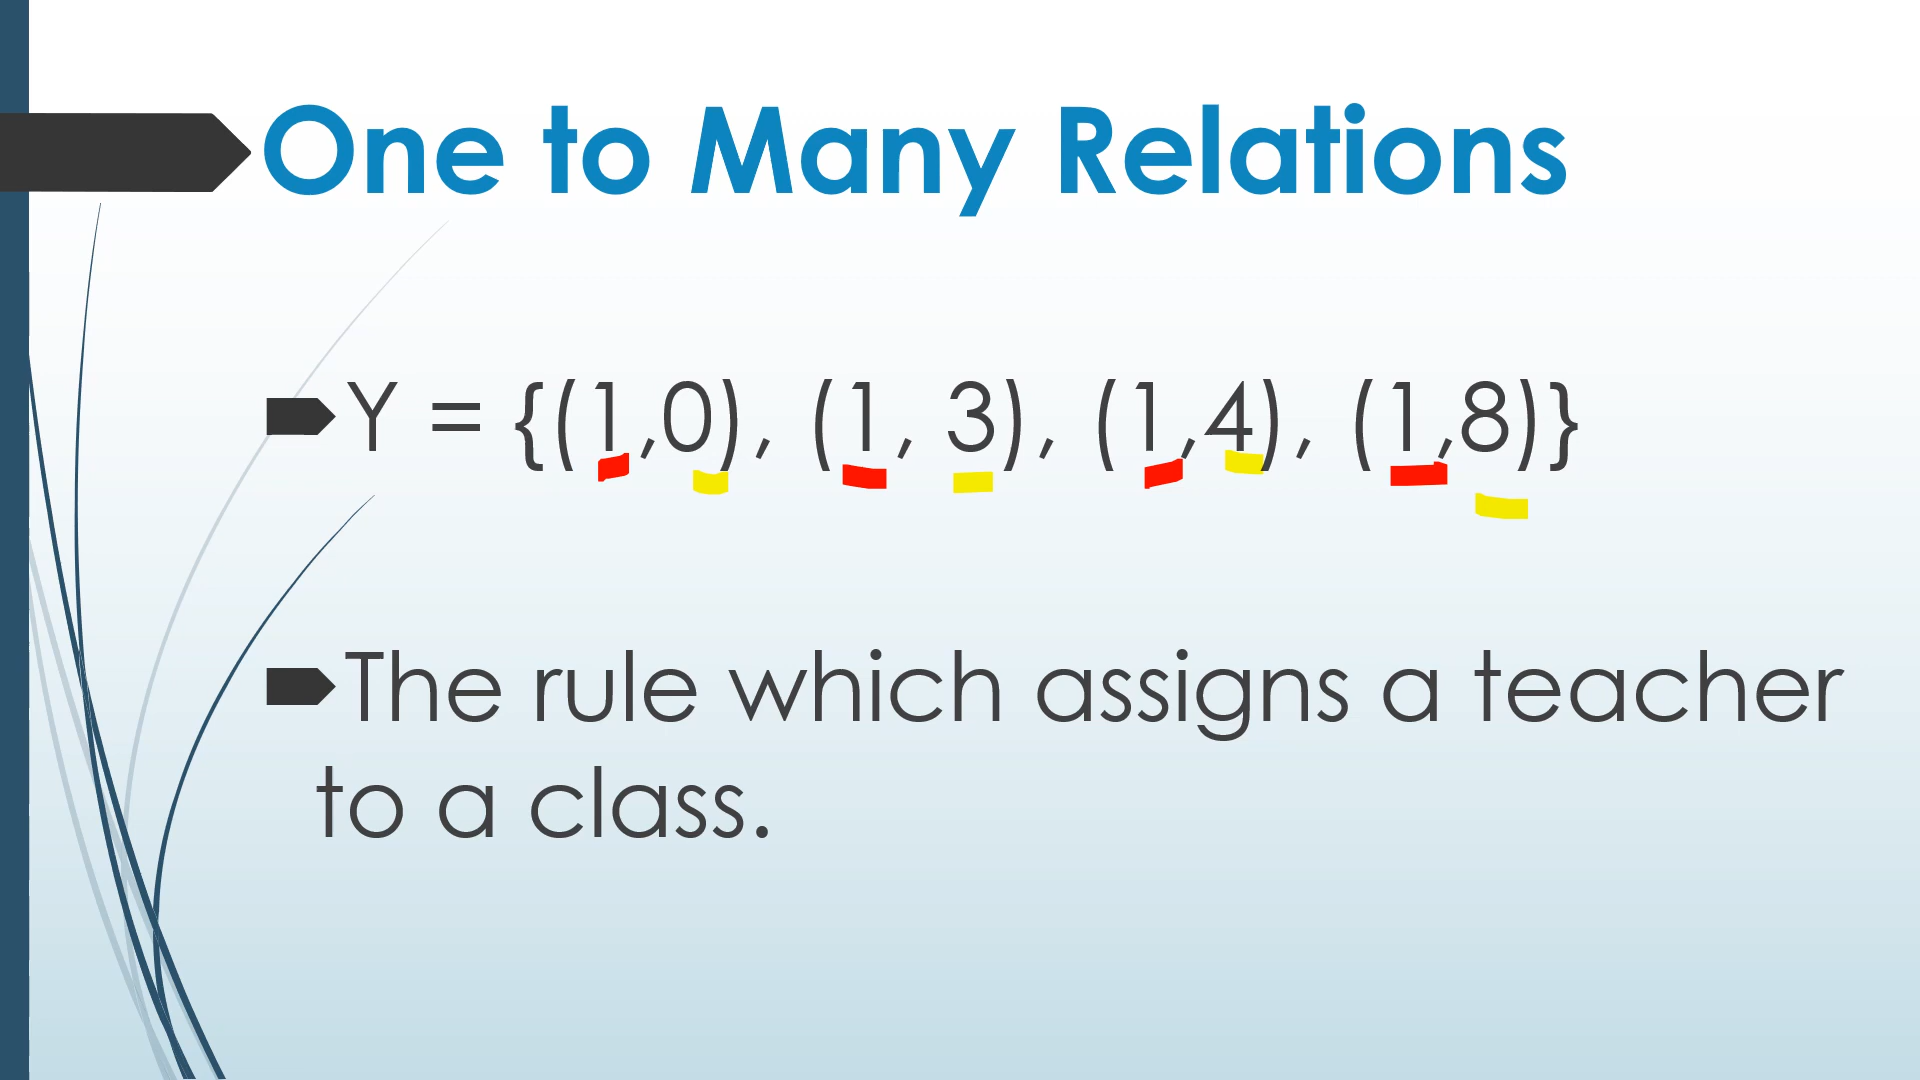 One to Many Relations
Y = {(1,0), (1, 3), (1,4), (1,8)}
The rule which assigns a teacher
to a class.